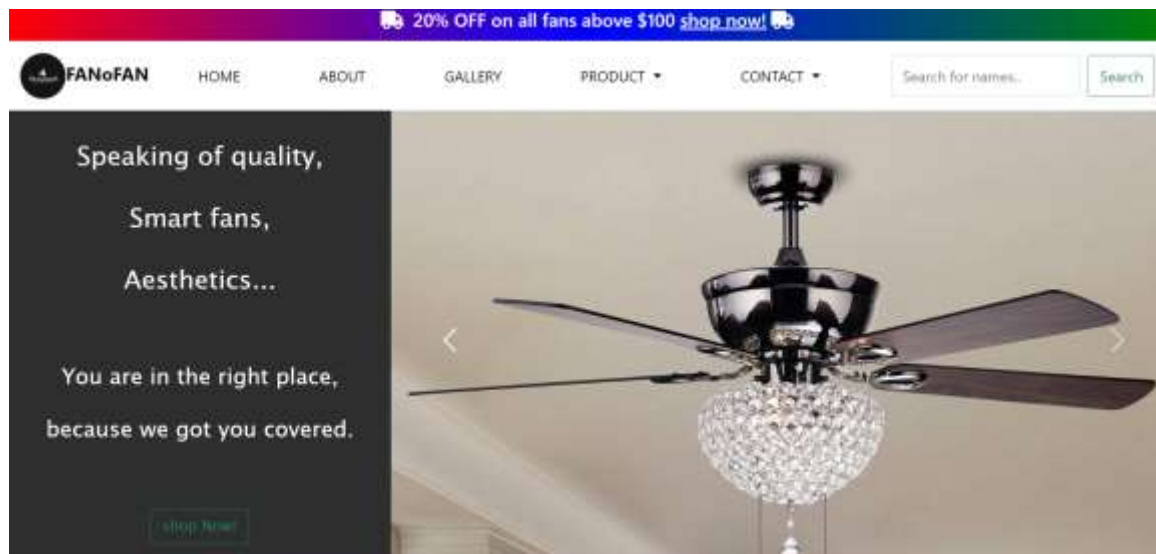 20% OFF on all fans above $100 shop now!
FANoFAN HOME ABOUT GALLERY PRODUCT CONTACT Search for names.. Search
Speaking of quality,
Smart fans,
Aesthetics...
You are in the right place,
because we got you covered.
shop Now!